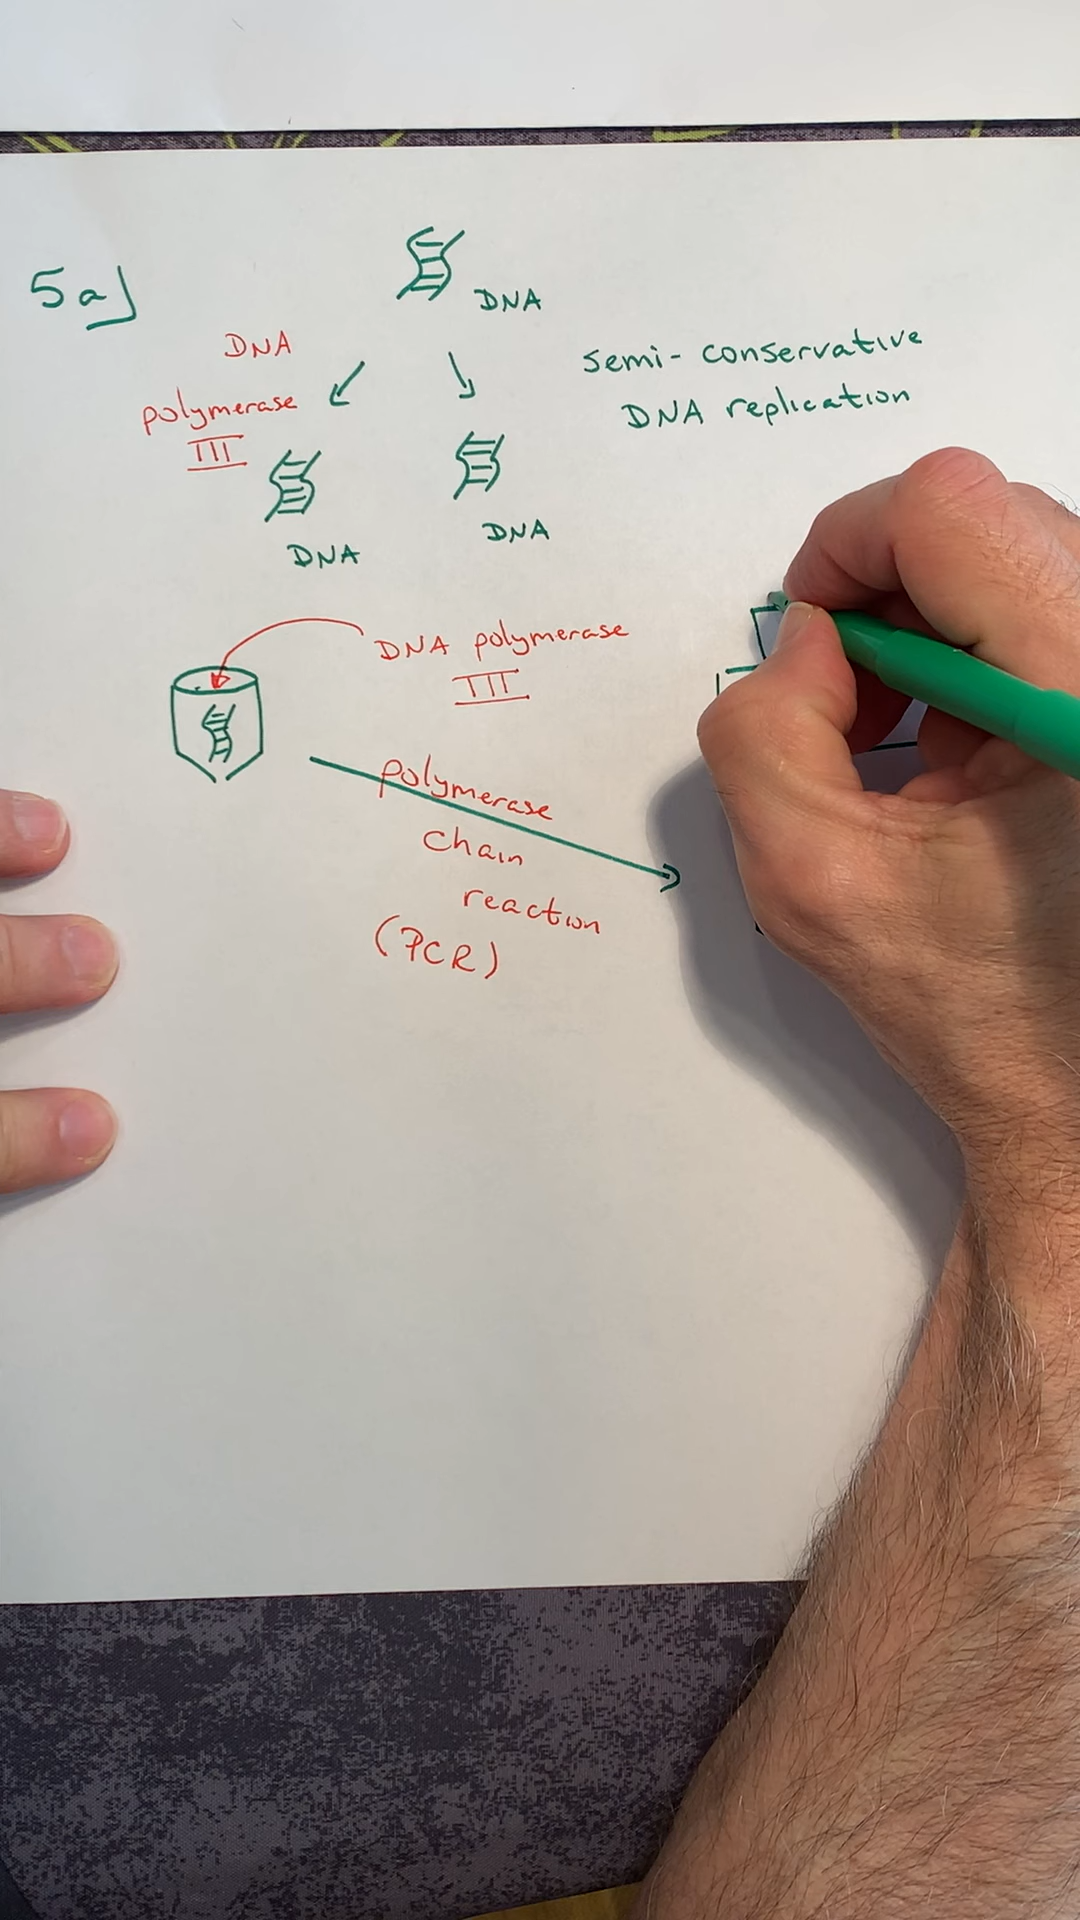 5a)
DNA
DNA
polymerase
III
semi-conservative
DNA replication
DNA
DNA
DNA polymerase
III
polymerase
chain
reaction
(PCR)